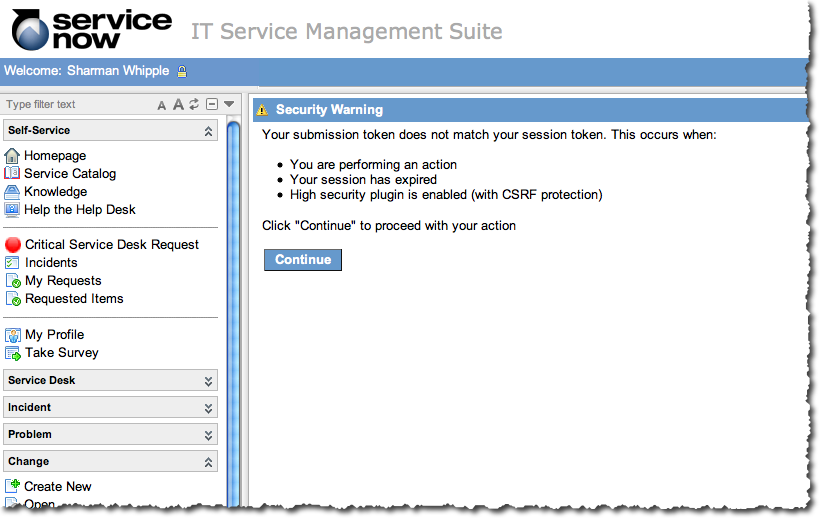 service now
IT Service Management Suite
Welcome: Sharman Whipple
Type filter text
A A
Self-Service
Homepage
Service Catalog
Knowledge
Help the Help Desk
Critical Service Desk Request
Incidents
My Requests
Requested Items
My Profile
Take Survey
Service Desk
Incident
Problem
Change
Create New
Open
Security Warning
Your submission token does not match your session token. This occurs when:
• You are performing an action
• Your session has expired
• High security plugin is enabled (with CSRF protection)
Click "Continue" to proceed with your action
Continue